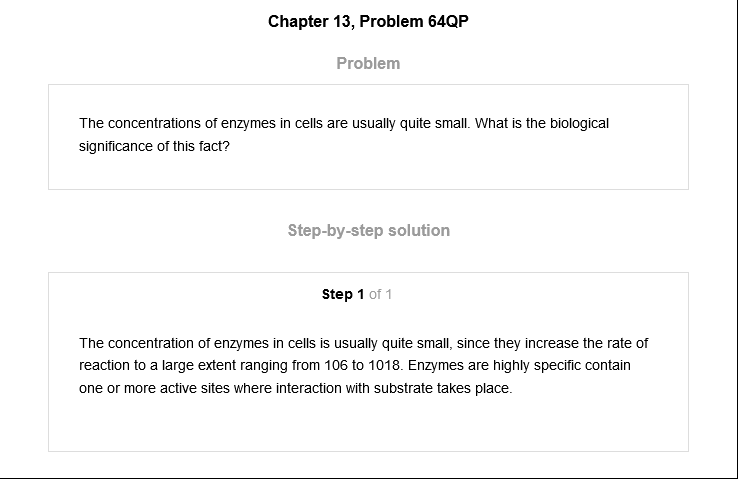 Chapter 13, Problem 64QP
Problem
The concentrations of enzymes in cells are usually quite small. What is the biological
significance of this fact?
Step-by-step solution
Step 1 of 1
The concentration of enzymes in cells is usually quite small, since they increase the rate of
reaction to a large extent ranging from 106 to 1018. Enzymes are highly specific contain
one or more active sites where interaction with substrate takes place.